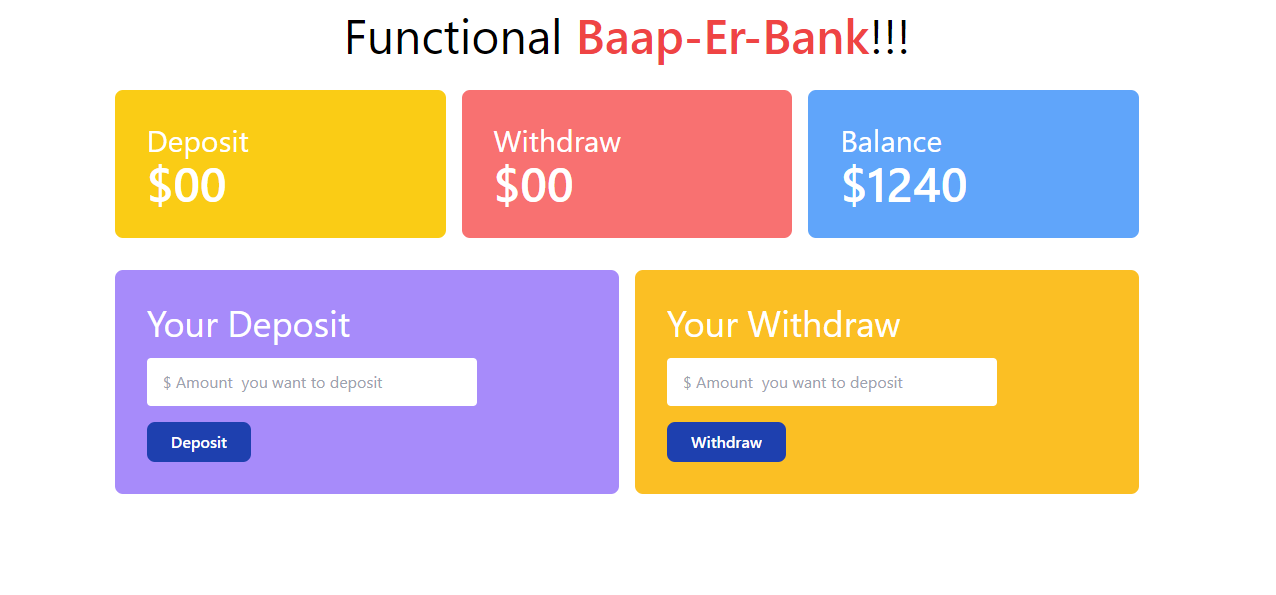 Functional Baap-Er-Bank!!!
Deposit
$00
Withdraw
$00
Balance
$1240
Your Deposit
$ Amount  you want to deposit
Deposit
Your Withdraw
$ Amount  you want to deposit
Withdraw